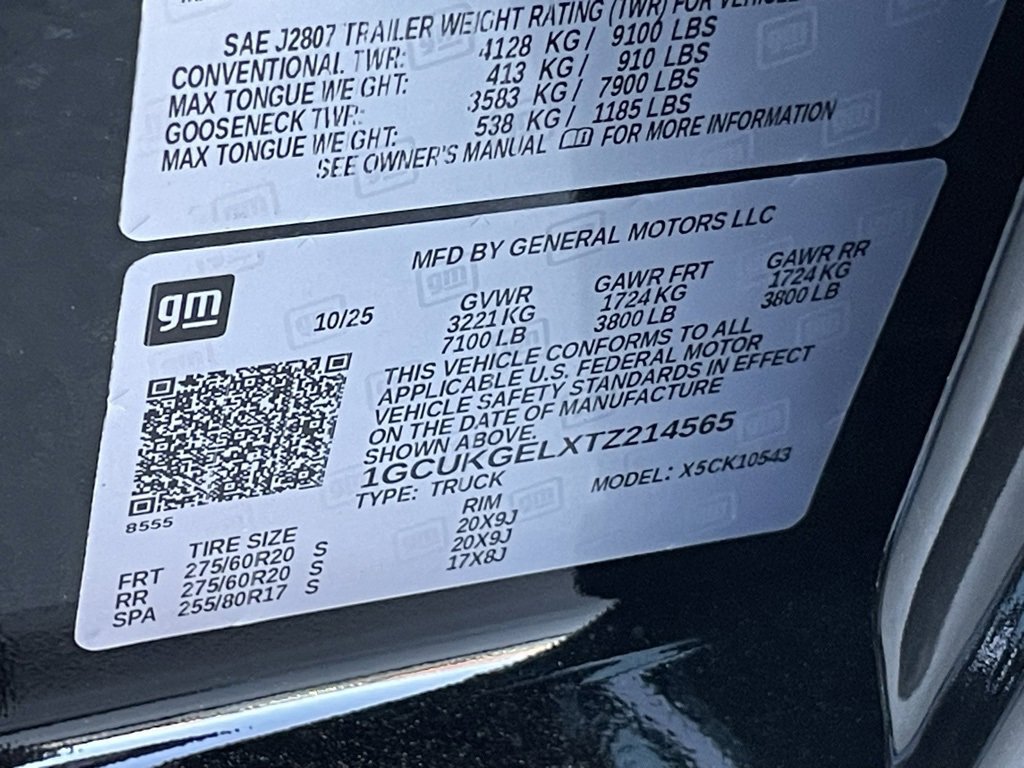 SAE J2807 TRAILER WEIGHT RATING (TWR) FOR
CONVENTIONAL TWR: 4128 KG/ 9100 LBS
MAX TONGUE WEIGHT: 413 KG/ 910 LBS
GOOSENECK TWR: 3583 KG/ 7900 LBS
MAX TONGUE WEIGHT: 538 KG/ 1185 LBS
SEE OWNER'S MANUAL FOR MORE INFORMATION
MFD BY GENERAL MOTORS LLC
gm 10/25
GVWR GAWR FRT GAWR RR
3221 KG 1724 KG 1724 KG
7100 LB 3800 LB 3800 LB
THIS VEHICLE CONFORMS TO ALL
APPLICABLE U.S. FEDERAL MOTOR
VEHICLE SAFETY STANDARDS IN EFFECT
ON THE DATE OF MANUFACTURE
SHOWN ABOVE.
1GCUKGELXTZ214565
TYPE: TRUCK MODEL: X5CK10543
8555
TIRE SIZE RIM
FRT 275/60R20 S 20X9J
RR 275/60R20 S 20X9J
SPA 255/80R17 S 17X8J